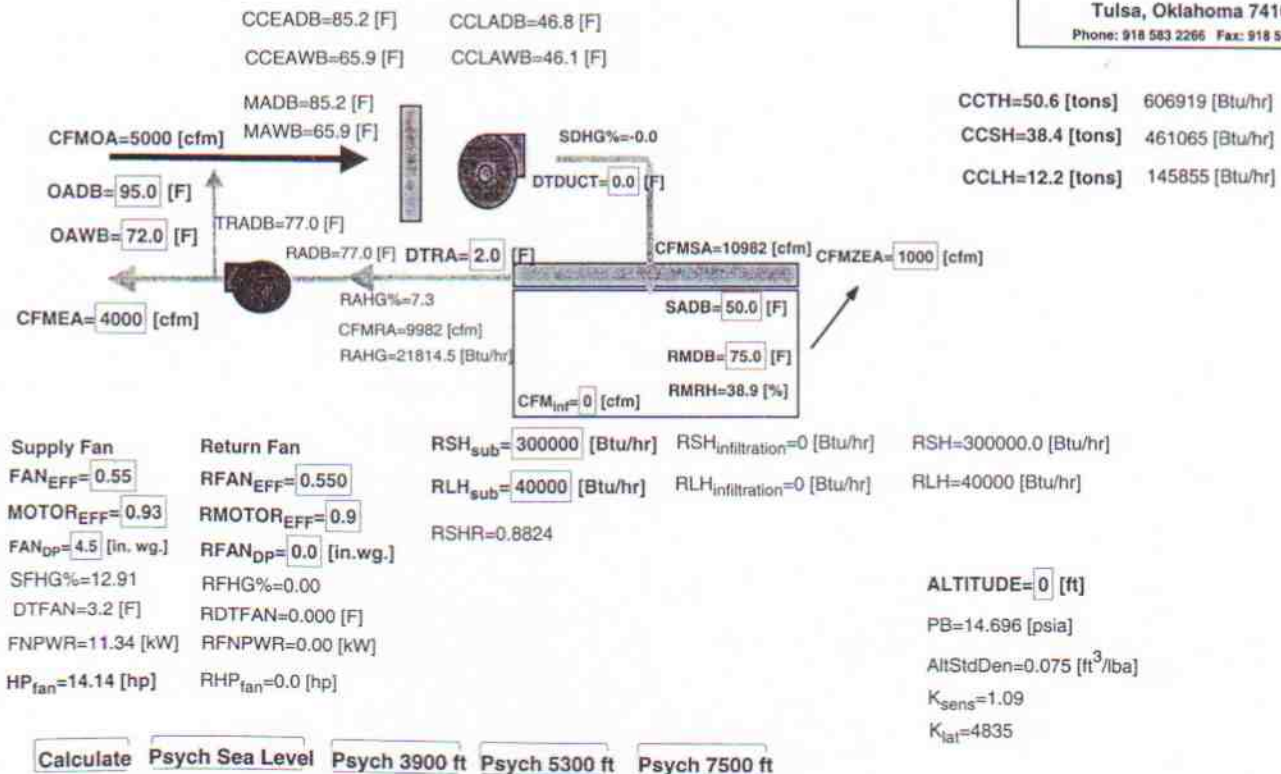 Tulsa, Oklahoma
Phone: 918 583 2266 Fax: 918
CCEADB=85.2 [F] CCLADB=46.8 [F]
CCEAWB=65.9 [F] CCLAWB=46.1 [F]
MADB=85.2 [F]
MAWB=65.9 [F]
CCTH=50.6 [tons] 606919 [Btu/hr]
CCSH=38.4 [tons] 461065 [Btu/hr]
CCLH=12.2 [tons] 145855 [Btu/hr]
CFMOA=5000 [cfm]
SDHG%=-0.0
OADB=95.0 [F]
DTDUCT=0.0 [F]
OAWB=72.0 [F]
TRADB=77.0 [F]
RADB=77.0 [F] DTRA=2.0 [F]
CFMSA=10982 [cfm] CFMZEA=1000 [cfm]
CFMEA=4000 [cfm]
RAHG%=7.3
CFMRA=9982 [cfm]
RAHG=21814.5 [Btu/hr]
SADB=50.0 [F]
RMDB=75.0 [F]
RMRH=38.9 [%]
CFMinf=0 [cfm]
Supply Fan Return Fan
RSHsub=300000 [Btu/hr] RSHinfiltration=0 [Btu/hr] RSH=300000.0 [Btu/hr]
FANEFF=0.55 RFANEFF=0.550
RLHsub=40000 [Btu/hr] RLHinfiltration=0 [Btu/hr] RLH=40000 [Btu/hr]
MOTOREFF=0.93 RMOTOREFF=0.9
RSHR=0.8824
FANDP=4.5 [in. wg.] RFANDP=0.0 [in.wg.]
SFHG%=12.91 RFHG%=0.00
DTFAN=3.2 [F] RDTFAN=0.000 [F]
FNPWR=11.34 [kW] RFNPWR=0.00 [kW]
HPfan=14.14 [hp] RHPfan=0.0 [hp]
ALTITUDE=0 [ft]
PB=14.696 [psia]
AltStdDen=0.075 [ft³/lba]
Ksens=1.09
Klat=4835
Calculate Psych Sea Level Psych 3900 ft Psych 5300 ft Psych 7500 ft